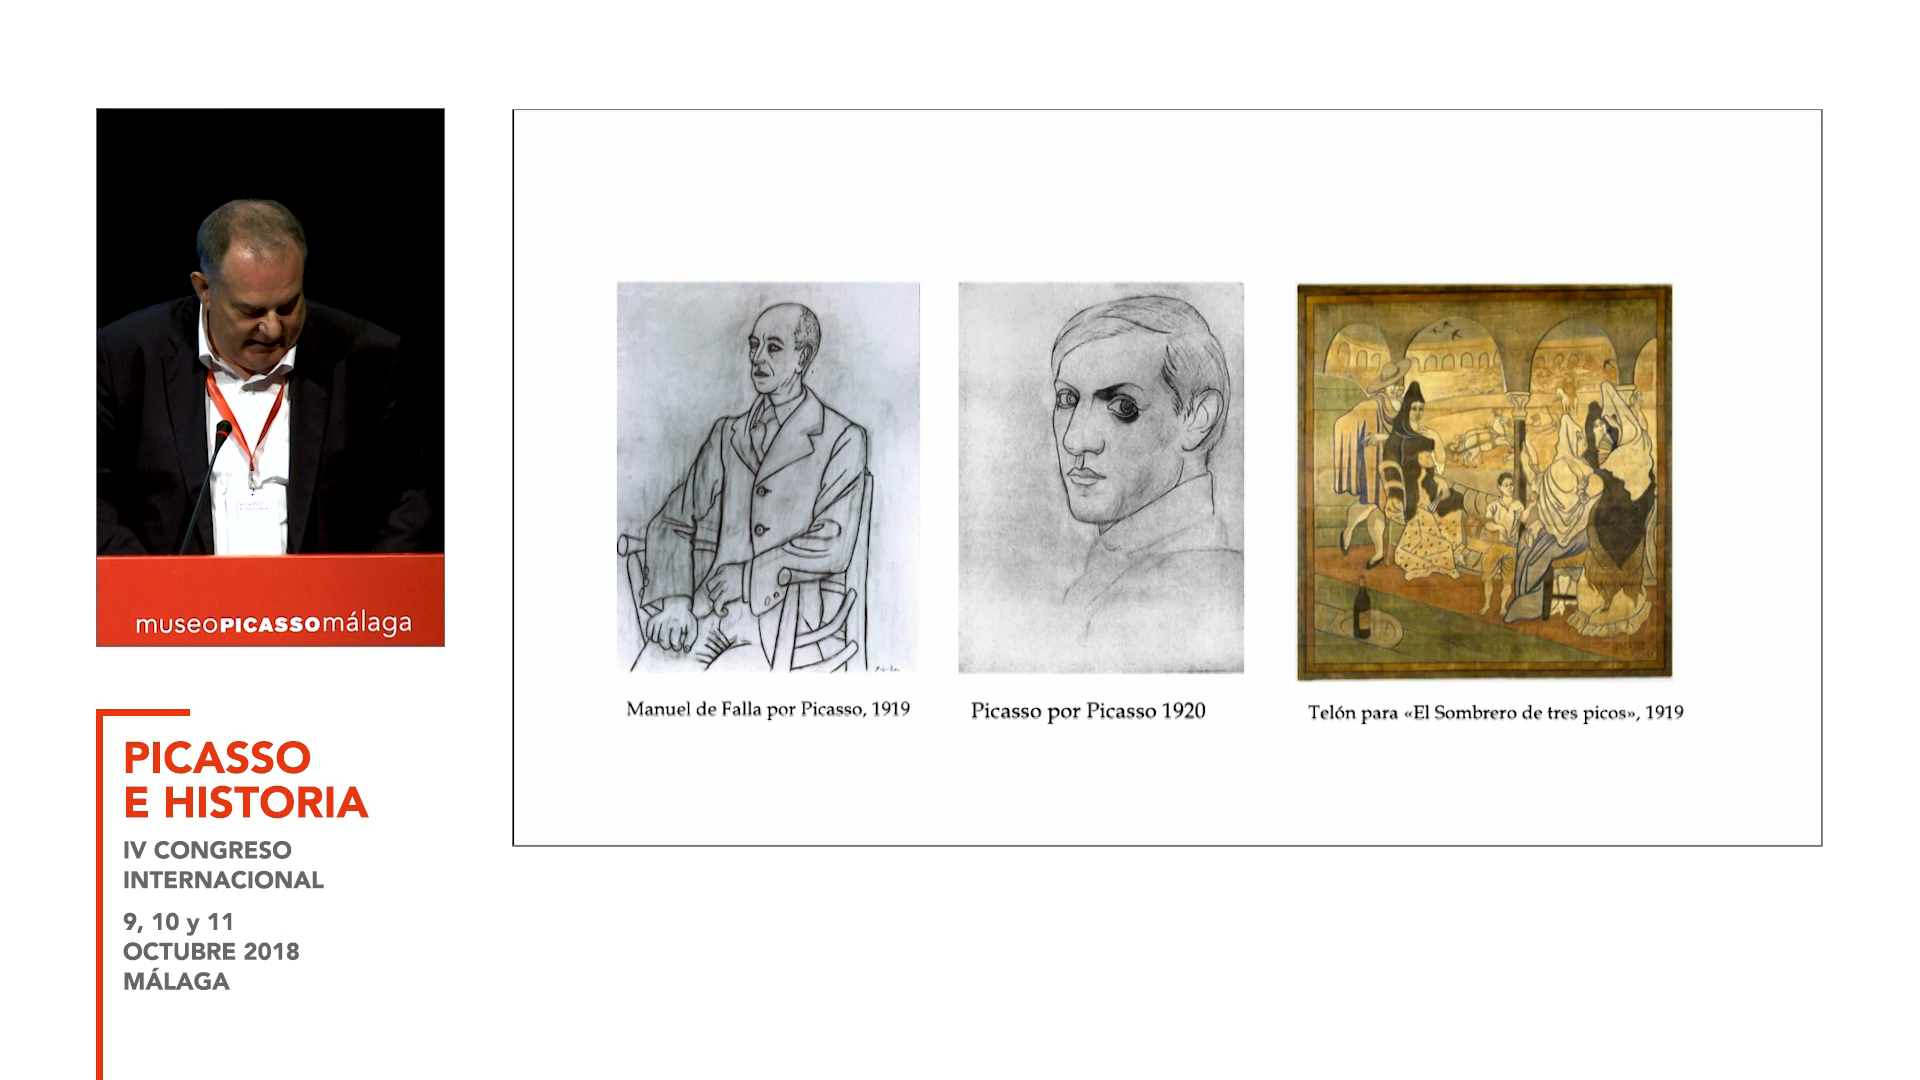 museoPICASSOmálaga
PICASSO
E HISTORIA
IV CONGRESO
INTERNACIONAL
9, 10 y 11
OCTUBRE 2018
MÁLAGA
Manuel de Falla por Picasso, 1919
Picasso por Picasso 1920
Telón para «El Sombrero de tres picos», 1919